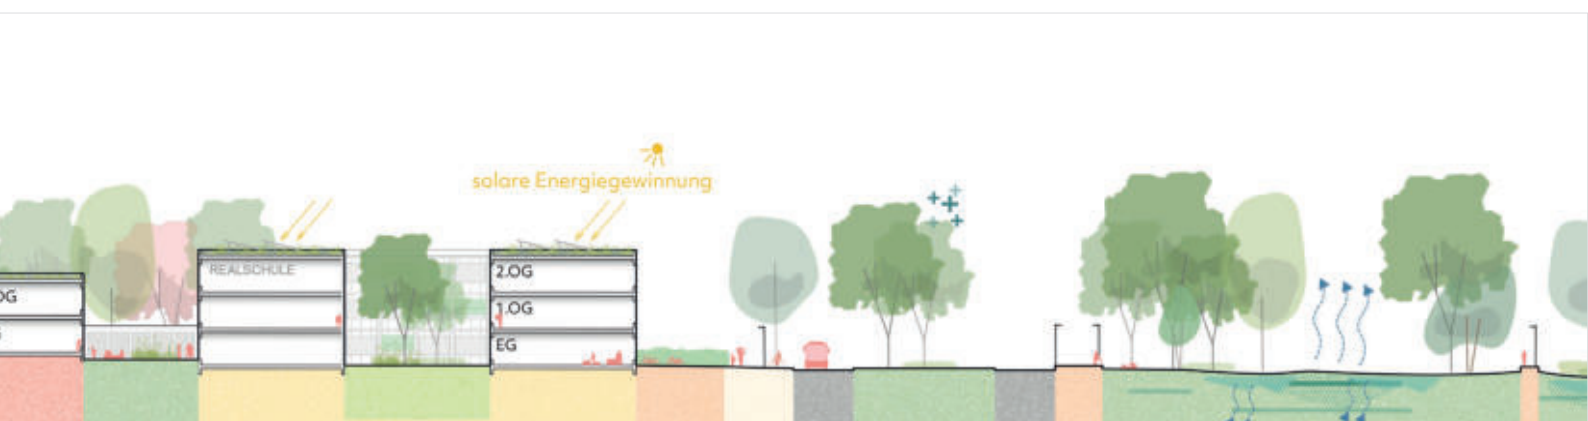 solare Energiegewinnung
REALSCHULE
2.OG
OG
1.OG
EG